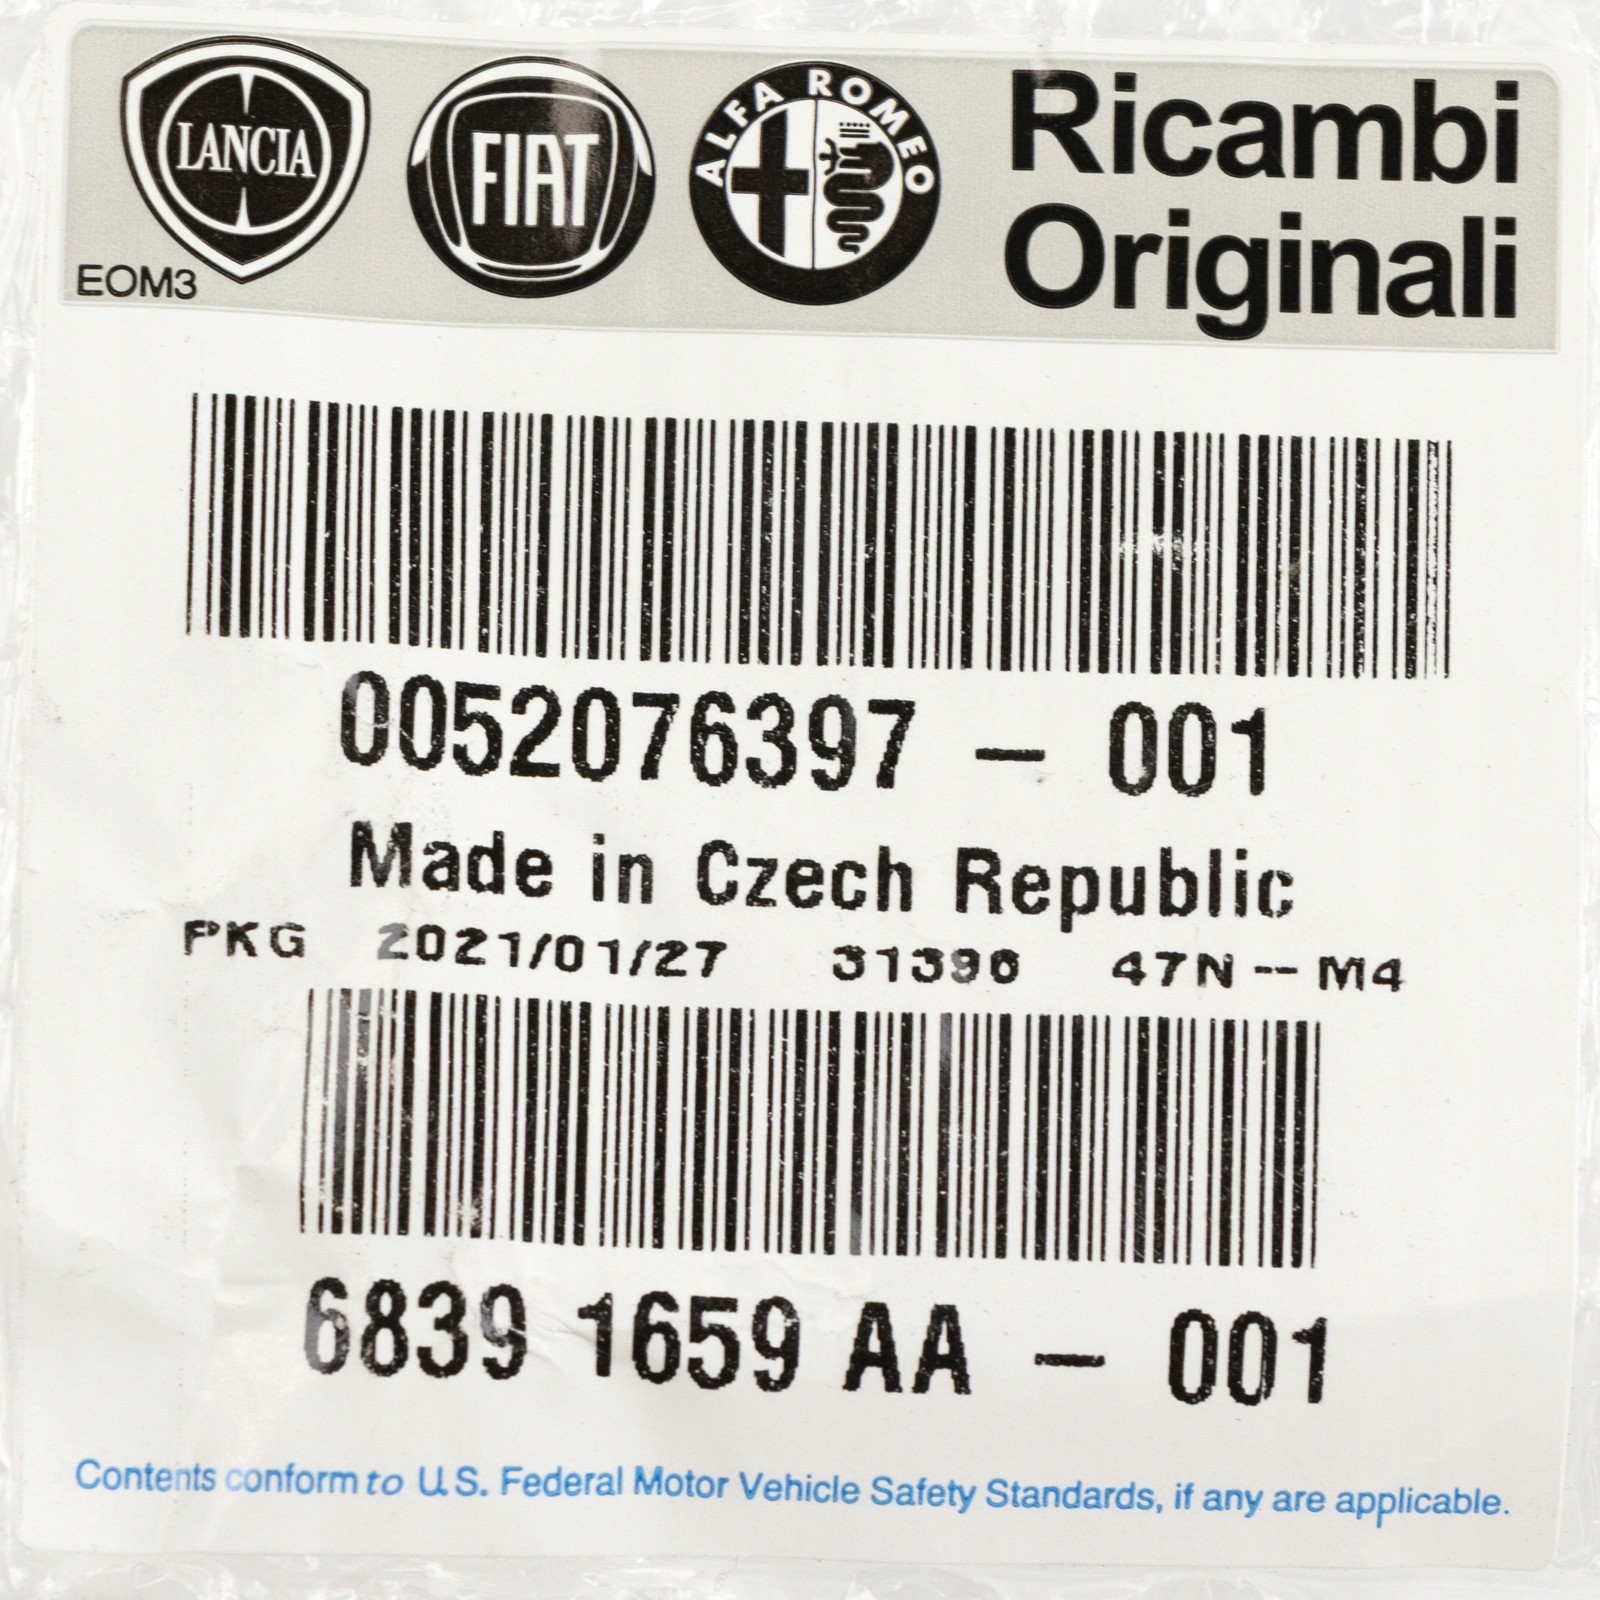 LANCIA FIAT ALFA ROMEO Ricambi
Originali
EOM3
0052076397 - 001
Made in Czech Republic
PKG 2021/01/27 31396 47N -- M4
6839 1659 AA - 001
Contents conform to U.S. Federal Motor Vehicle Safety Standards, if any are applicable.